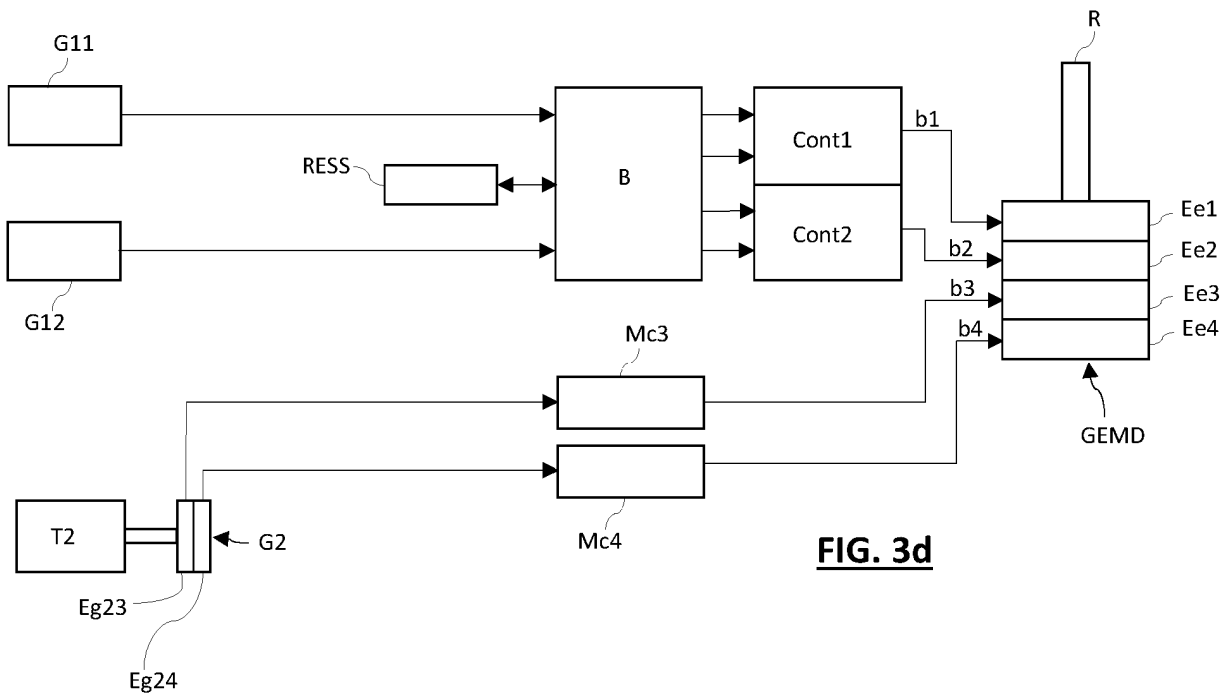 R
G11
b1
Cont1
RESS
B
Ee1
Cont2
b2
Ee2
b3
Ee3
G12
b4
Ee4
Mc3
GEMD
T2
G2
Mc4
FIG. 3d
Eg23
Eg24